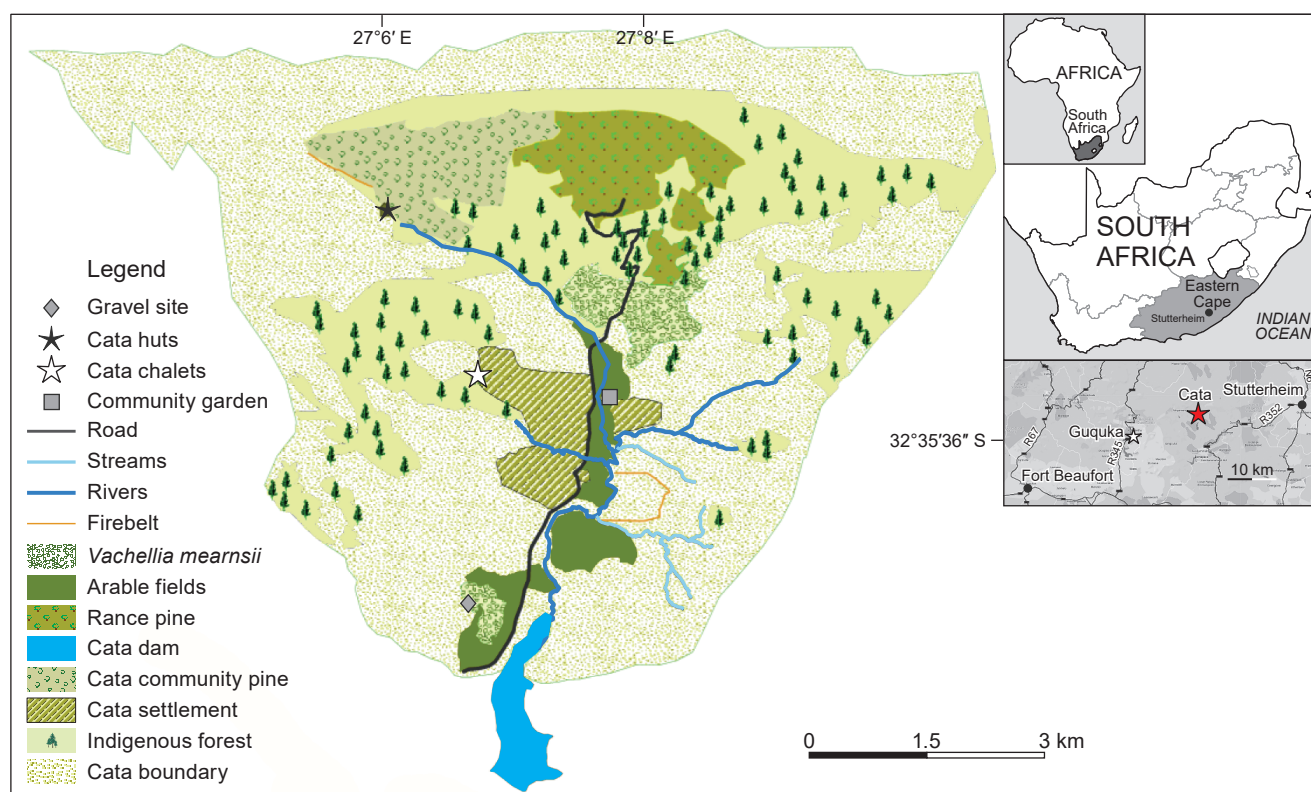 27°6′ E
27°8′ E
32°35′36″ S
Legend
Gravel site
Cata huts
Cata chalets
Community garden
Road
Streams
Rivers
Firebelt
Vachellia mearnsii
Arable fields
Rance pine
Cata dam
Cata community pine
Cata settlement
Indigenous forest
Cata boundary
0 1.5 3 km
AFRICA
South
Africa
SOUTH
AFRICA
Eastern
Cape
Stutterheim
INDIAN
OCEAN
Cata
Stutterheim
R352
Guquka
R67
R345
Fort Beaufort
10 km